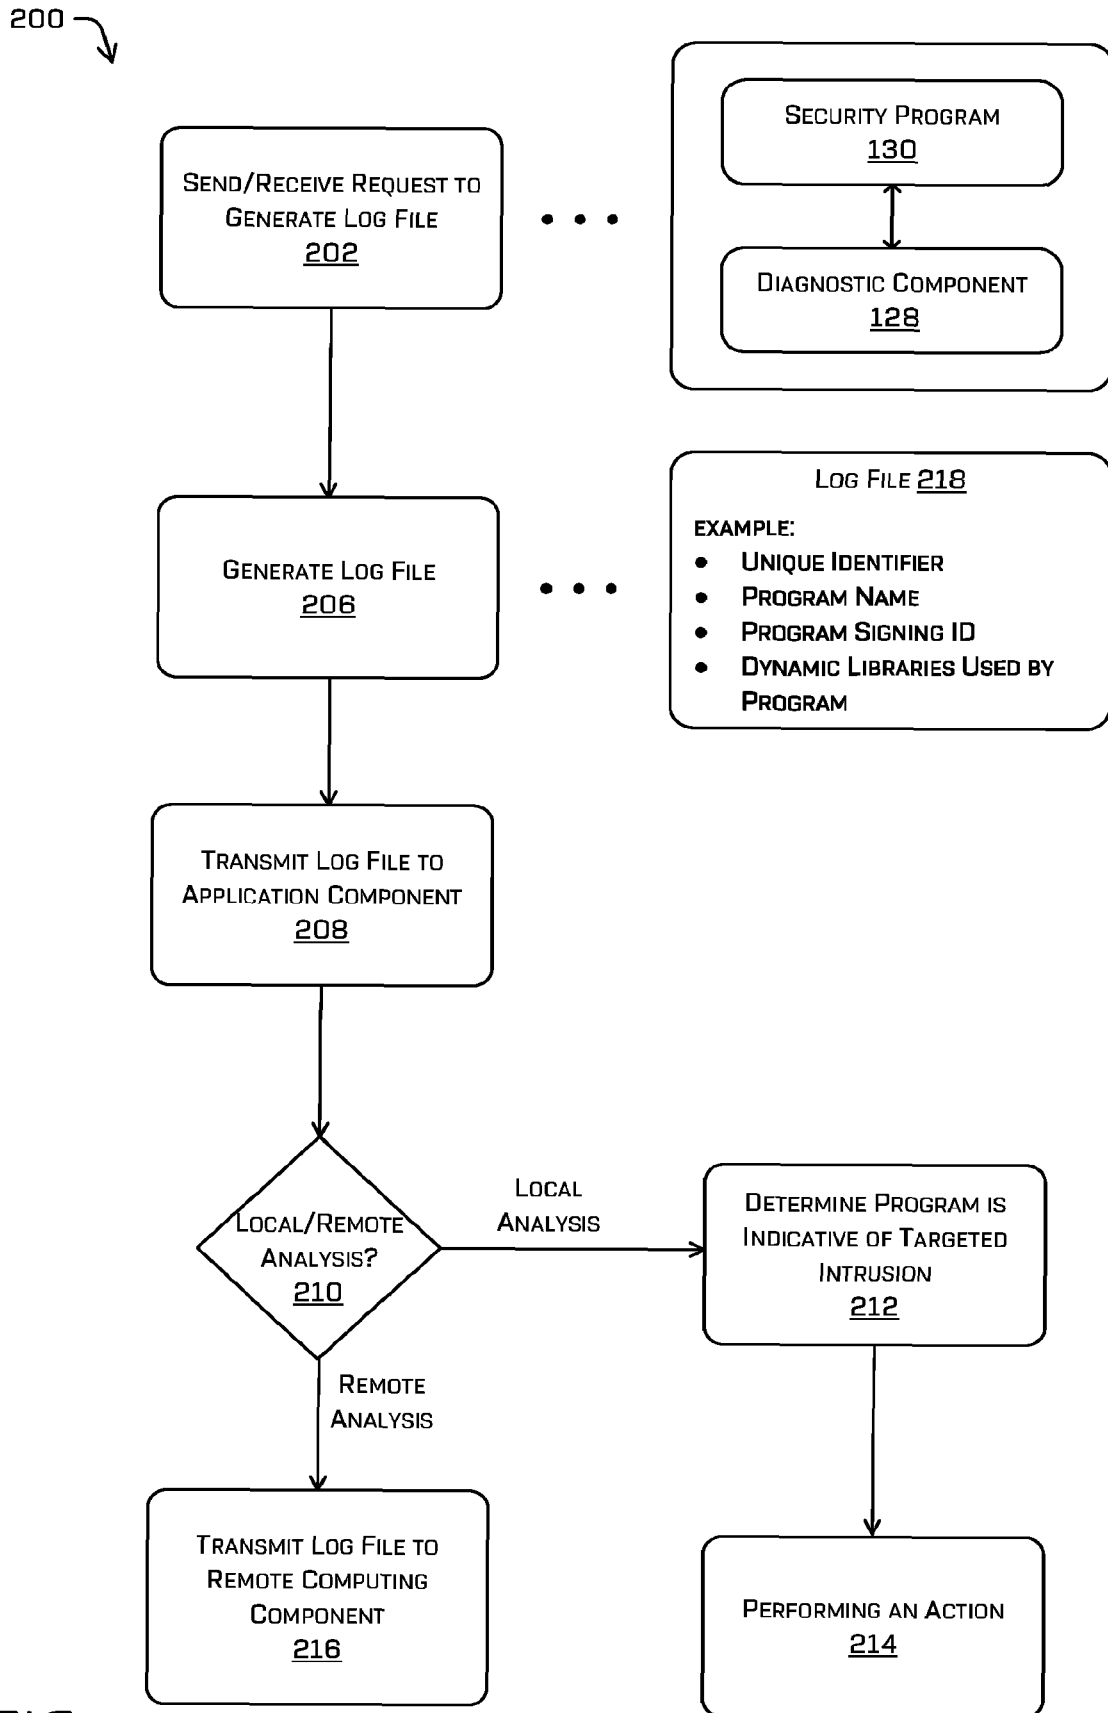 200
SECURITY PROGRAM
130
SEND/RECEIVE REQUEST TO
GENERATE LOG FILE
202
DIAGNOSTIC COMPONENT
128
GENERATE LOG FILE
206
LOG FILE 218
EXAMPLE:
• UNIQUE IDENTIFIER
• PROGRAM NAME
• PROGRAM SIGNING ID
• DYNAMIC LIBRARIES USED BY
PROGRAM
TRANSMIT LOG FILE TO
APPLICATION COMPONENT
208
LOCAL/REMOTE
ANALYSIS?
210
LOCAL
ANALYSIS
DETERMINE PROGRAM IS
INDICATIVE OF TARGETED
INTRUSION
212
REMOTE
ANALYSIS
TRANSMIT LOG FILE TO
REMOTE COMPUTING
COMPONENT
216
PERFORMING AN ACTION
214